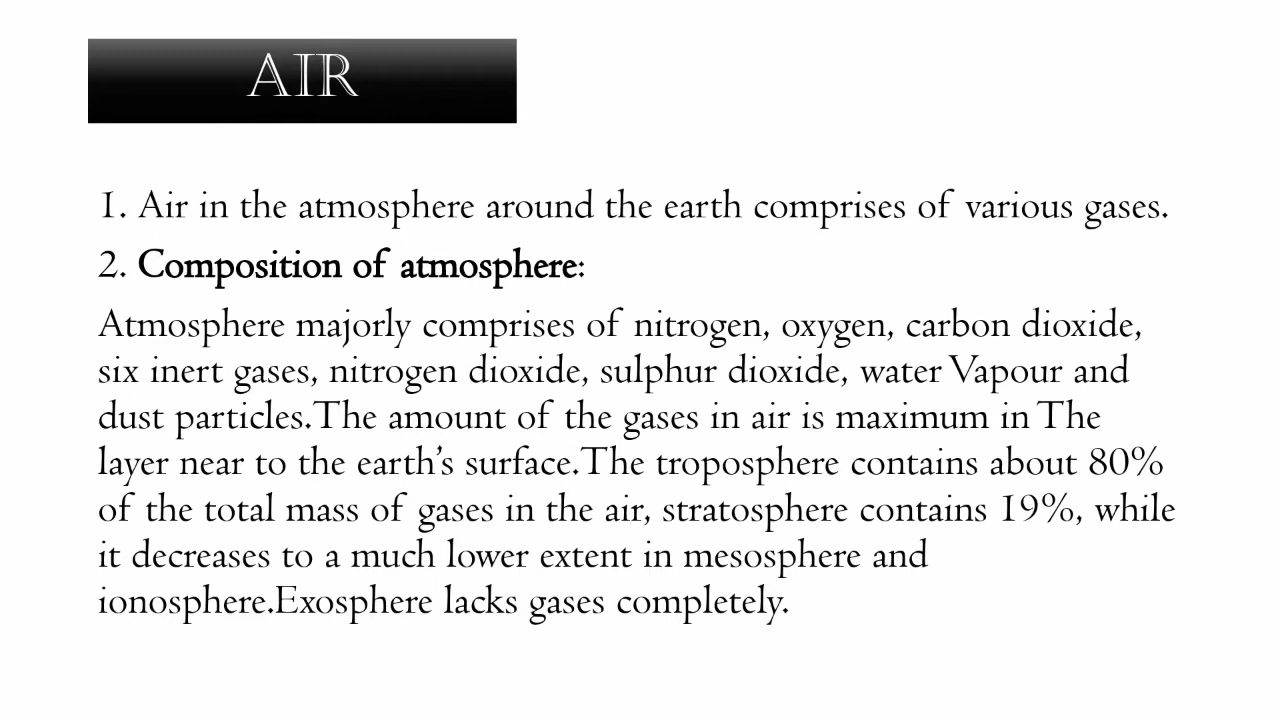 AIR
1. Air in the atmosphere around the earth comprises of various gases.
2. Composition of atmosphere:
Atmosphere majorly comprises of nitrogen, oxygen, carbon dioxide,
six inert gases, nitrogen dioxide, sulphur dioxide, water Vapour and
dust particles.The amount of the gases in air is maximum in The
layer near to the earth’s surface.The troposphere contains about 80%
of the total mass of gases in the air, stratosphere contains 19%, while
it decreases to a much lower extent in mesosphere and
ionosphere.Exosphere lacks gases completely.